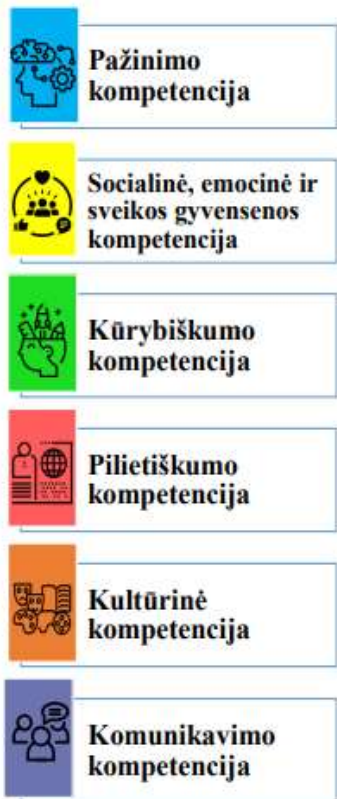 Pažinimo
kompetencija
Socialinė, emocinė ir
sveikos gyvensenos
kompetencija
Kūrybiškumo
kompetencija
Pilietiškumo
kompetencija
Kultūrinė
kompetencija
Komunikavimo
kompetencija